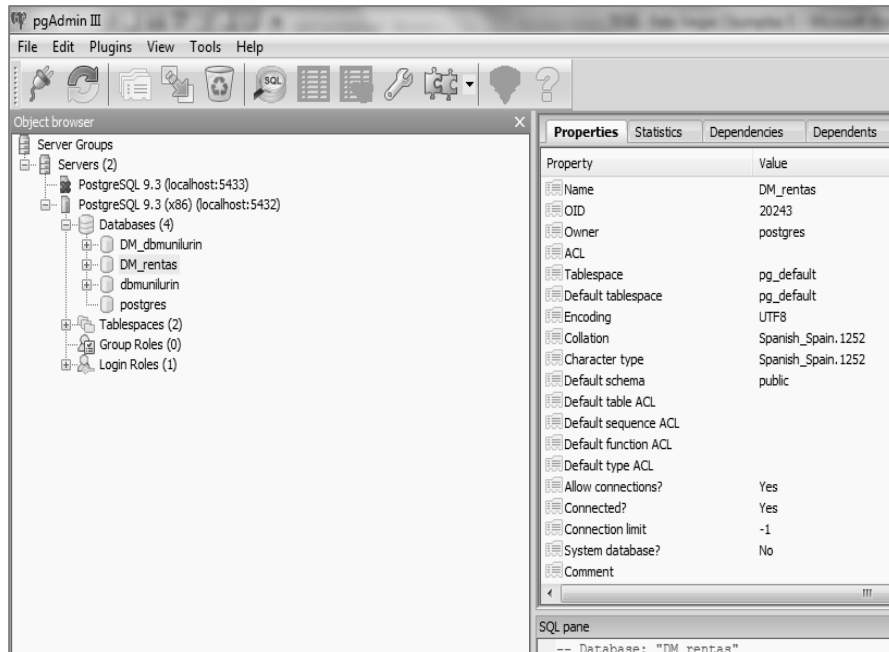 pgAdmin III
File Edit Plugins View Tools Help
SQL
Object browser
Server Groups
Servers (2)
PostgreSQL 9.3 (localhost:5433)
PostgreSQL 9.3 (x86) (localhost:5432)
Databases (4)
DM_dbmunilurin
DM_rentas
dbmunilurin
postgres
Tablespaces (2)
Group Roles (0)
Login Roles (1)
Properties Statistics Dependencies Dependents
Property Value
Name DM_rentas
OID 20243
Owner postgres
ACL
Tablespace pg_default
Default tablespace pg_default
Encoding UTF8
Collation Spanish_Spain.1252
Character type Spanish_Spain.1252
Default schema public
Default table ACL
Default sequence ACL
Default function ACL
Default type ACL
Allow connections? Yes
Connected? Yes
Connection limit -1
System database? No
Comment
SQL pane
-- Database: "DM_rentas"